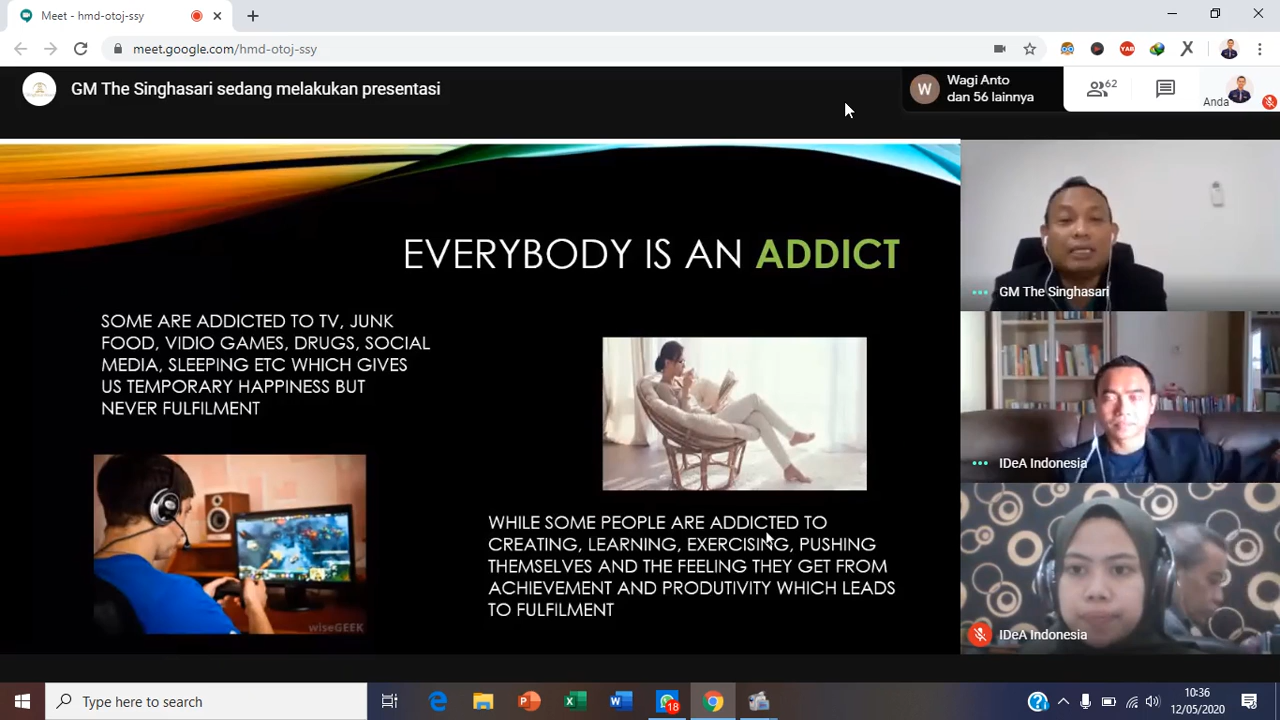 Meet - hmd-otoj-ssy
meet.google.com/hmd-otoj-ssy
YAB
GM The Singhasari sedang melakukan presentasi
W
Wagi Anto
dan 56 lainnya
62
Anda
EVERYBODY IS AN ADDICT
SOME ARE ADDICTED TO TV, JUNK
FOOD, VIDIO GAMES, DRUGS, SOCIAL
MEDIA, SLEEPING ETC WHICH GIVES
US TEMPORARY HAPPINESS BUT
NEVER FULFILMENT
wiseGEEK
WHILE SOME PEOPLE ARE ADDICTED TO
CREATING, LEARNING, EXERCISING, PUSHING
THEMSELVES AND THE FEELING THEY GET FROM
ACHIEVEMENT AND PRODUTIVITY WHICH LEADS
TO FULFILMENT
GM The Singhasari
IDeA Indonesia
IDeA Indonesia
Type here to search
18
10:36
12/05/2020